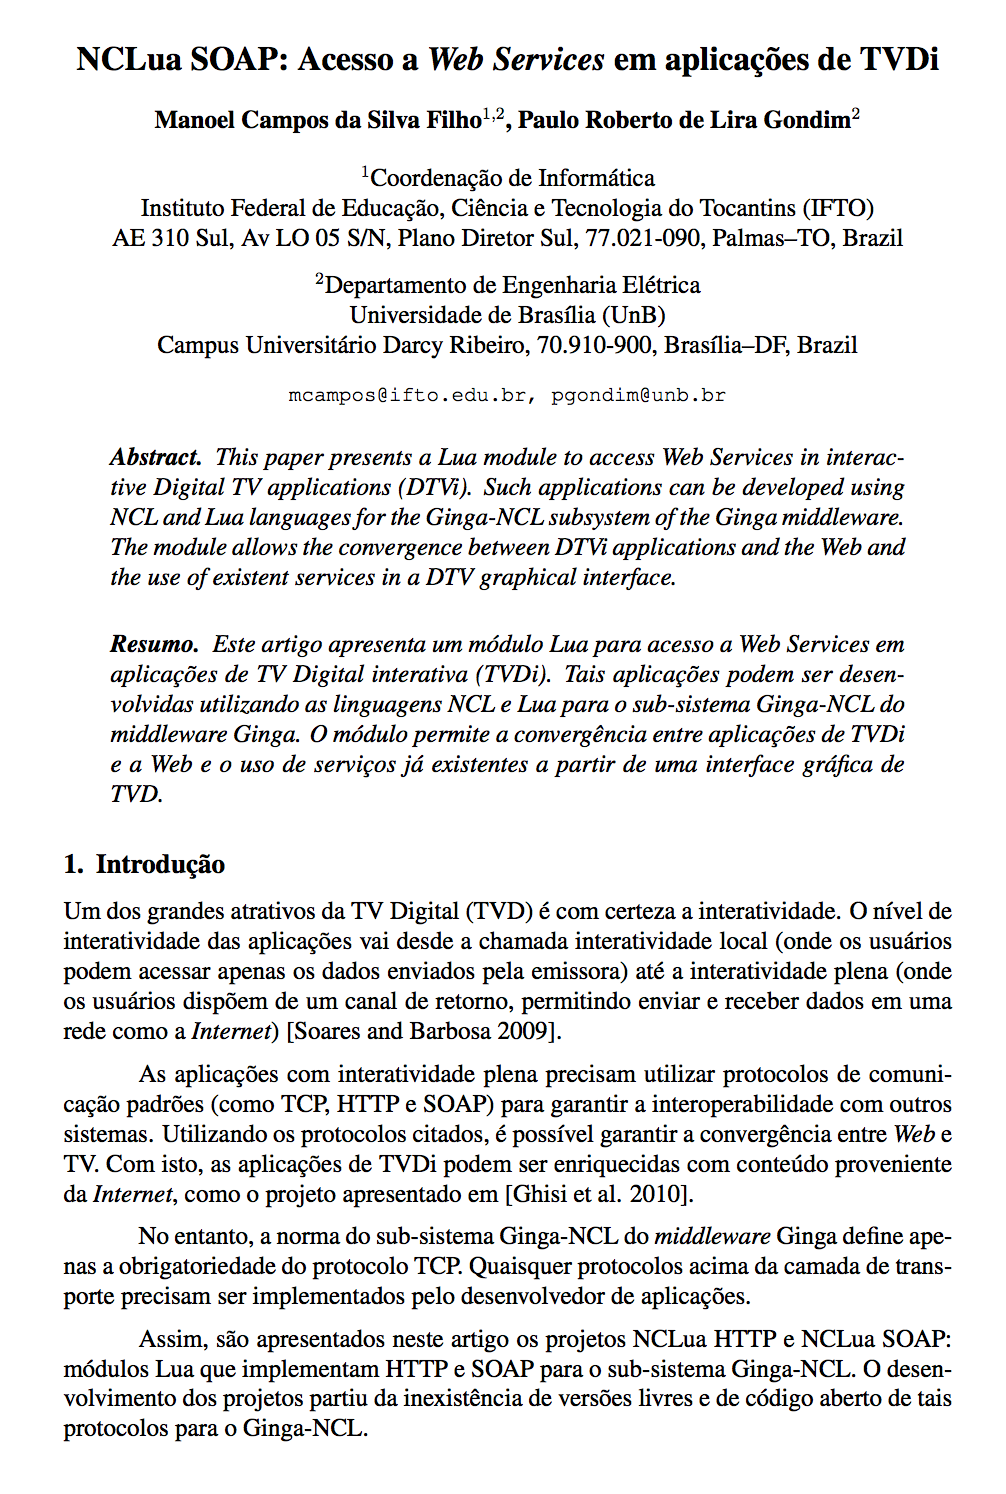 NCLua SOAP: Acesso a Web Services em aplicações de TVDi
Manoel Campos da Silva Filho1,2, Paulo Roberto de Lira Gondim2
1Coordenação de Informática
Instituto Federal de Educação, Ciência e Tecnologia do Tocantins (IFTO)
AE 310 Sul, Av LO 05 S/N, Plano Diretor Sul, 77.021-090, Palmas–TO, Brazil
2Departamento de Engenharia Elétrica
Universidade de Brasília (UnB)
Campus Universitário Darcy Ribeiro, 70.910-900, Brasília–DF, Brazil
mcampos@ifto.edu.br, pgondim@unb.br
Abstract. This paper presents a Lua module to access Web Services in interac-
tive Digital TV applications (DTVi). Such applications can be developed using
NCL and Lua languages for the Ginga-NCL subsystem of the Ginga middleware.
The module allows the convergence between DTVi applications and the Web and
the use of existent services in a DTV graphical interface.
Resumo. Este artigo apresenta um módulo Lua para acesso a Web Services em
aplicações de TV Digital interativa (TVDi). Tais aplicações podem ser desen-
volvidas utilizando as linguagens NCL e Lua para o sub-sistema Ginga-NCL do
middleware Ginga. O módulo permite a convergência entre aplicações de TVDi
e a Web e o uso de serviços já existentes a partir de uma interface gráfica de
TVD.
1. Introdução
Um dos grandes atrativos da TV Digital (TVD) é com certeza a interatividade. O nível de
interatividade das aplicações vai desde a chamada interatividade local (onde os usuários
podem acessar apenas os dados enviados pela emissora) até a interatividade plena (onde
os usuários dispõem de um canal de retorno, permitindo enviar e receber dados em uma
rede como a Internet) [Soares and Barbosa 2009].
As aplicações com interatividade plena precisam utilizar protocolos de comuni-
cação padrões (como TCP, HTTP e SOAP) para garantir a interoperabilidade com outros
sistemas. Utilizando os protocolos citados, é possível garantir a convergência entre Web e
TV. Com isto, as aplicações de TVDi podem ser enriquecidas com conteúdo proveniente
da Internet, como o projeto apresentado em [Ghisi et al. 2010].
No entanto, a norma do sub-sistema Ginga-NCL do middleware Ginga define ape-
nas a obrigatoriedade do protocolo TCP. Quaisquer protocolos acima da camada de trans-
porte precisam ser implementados pelo desenvolvedor de aplicações.
Assim, são apresentados neste artigo os projetos NCLua HTTP e NCLua SOAP:
módulos Lua que implementam HTTP e SOAP para o sub-sistema Ginga-NCL. O desen-
volvimento dos projetos partiu da inexistência de versões livres e de código aberto de tais
protocolos para o Ginga-NCL.